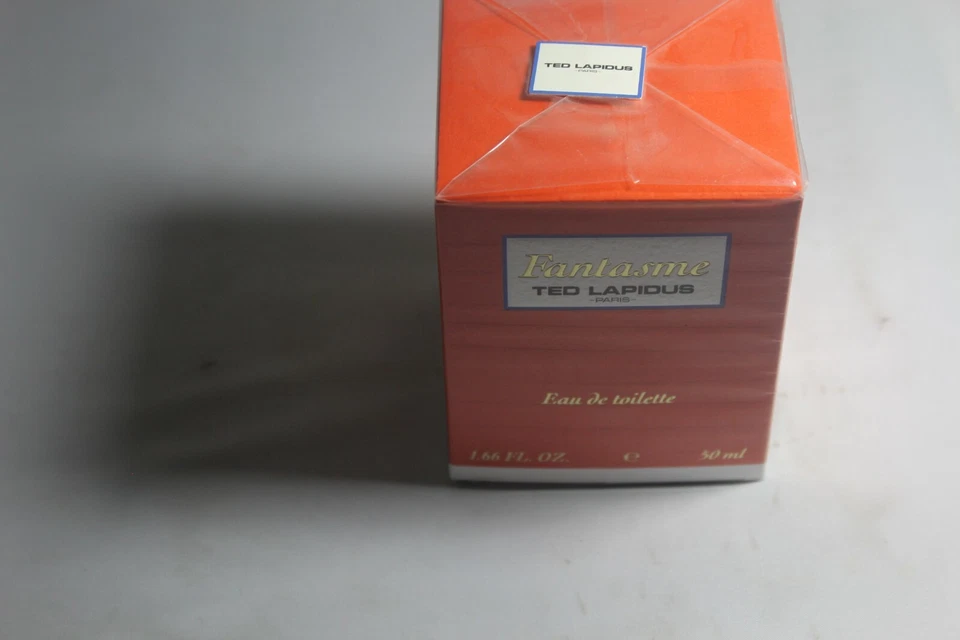 TED LAPIDUS
-PARIS-
Fantasme
TED LAPIDUS
-PARIS-
Eau de toilette
1.66 FL. OZ. ℮ 50 ml